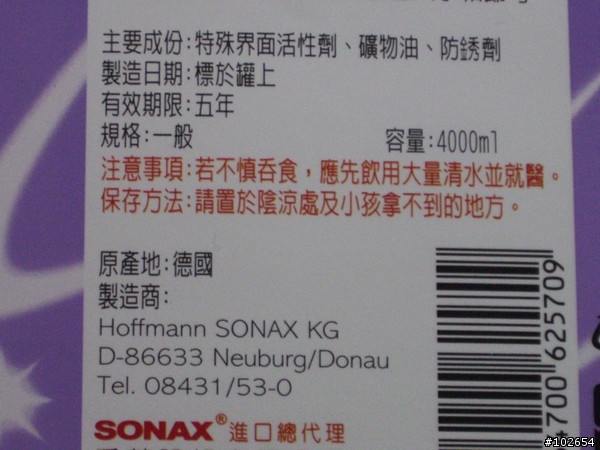 主要成份:特殊界面活性劑、礦物油、防銹劑
製造日期:標於罐上
有效期限:五年
規格:一般 容量:4000ml
注意事項:若不慎吞食，應先飲用大量清水並就醫。
保存方法:請置於陰涼處及小孩拿不到的地方。
原產地:德國
製造商:
Hoffmann SONAX KG
D-86633 Neuburg/Donau
Tel. 08431/53-0
SONAX® 進口總代理
700 625709
#102654